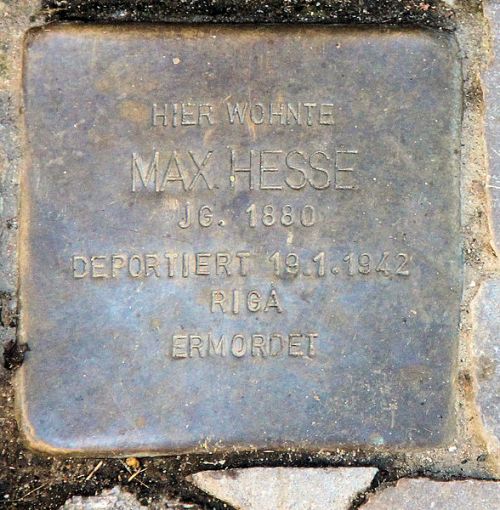 HIER WOHNTE
MAX HESSE
JG. 1880
DEPORTIERT 19.1.1942
RIGA
ERMORDET